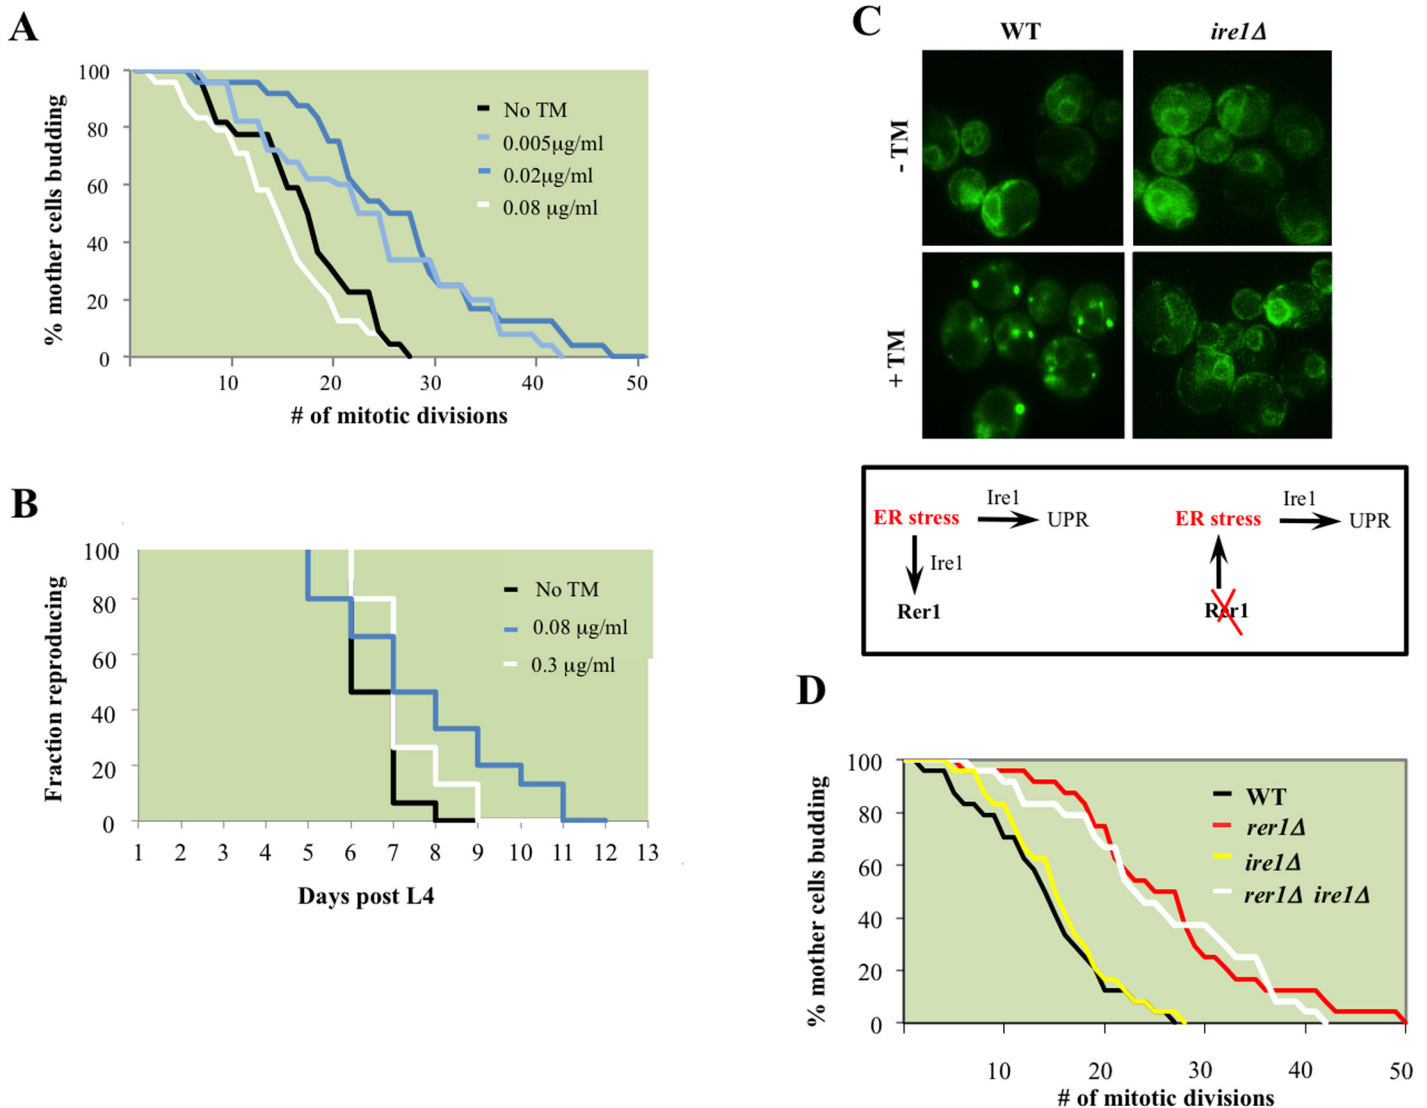 A
% mother cells budding
100
80
60
40
20
0
No TM
0.005µg/ml
0.02µg/ml
0.08 µg/ml
10
20
30
40
50
# of mitotic divisions
B
Fraction reproducing
100
80
60
40
20
0
No TM
0.08 µg/ml
0.3 µg/ml
1 2 3 4 5 6 7 8 9 10 11 12 13
Days post L4
C
WT
ire1Δ
- TM
+ TM
ER stress
Ire1
UPR
Ire1
Rer1
ER stress
Ire1
UPR
Rer1
D
% mother cells budding
100
80
60
40
20
0
WT
rer1Δ
ire1Δ
rer1Δ ire1Δ
10
20
30
40
50
# of mitotic divisions